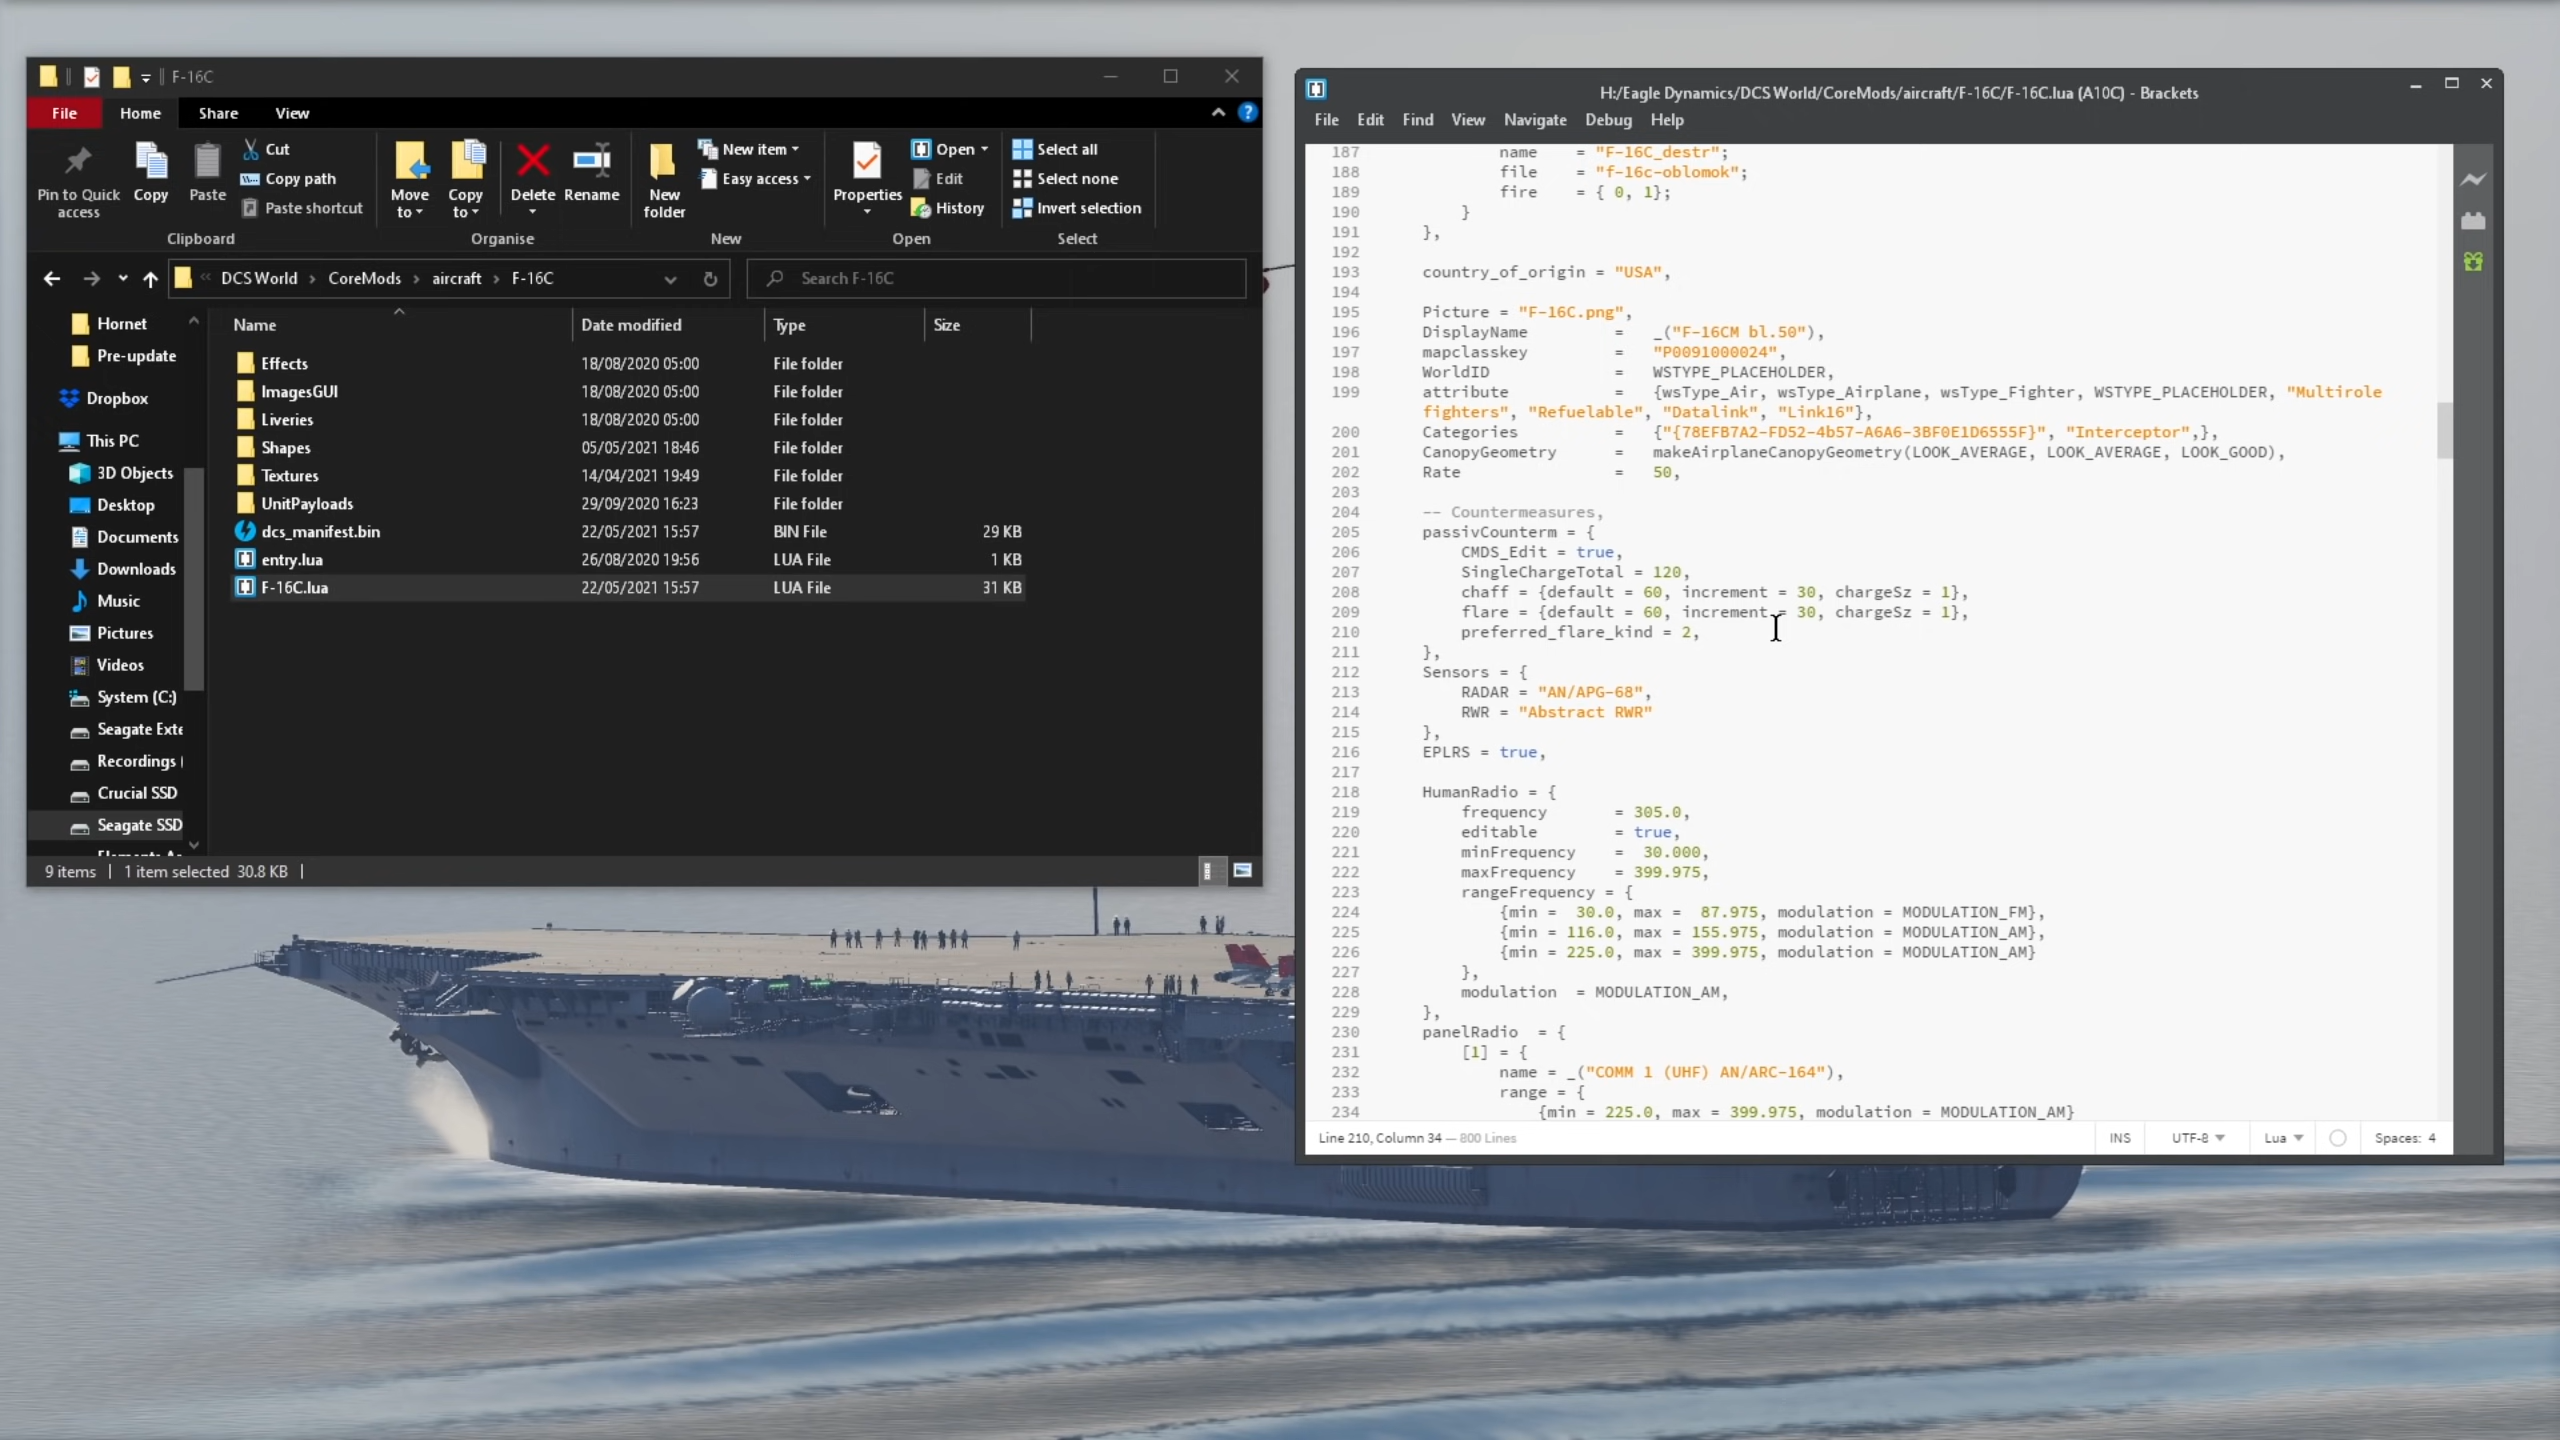 F-16C
File Home Share View
Pin to Quick access
Copy
Paste
Cut
Copy path
Paste shortcut
Clipboard
Move to
Copy to
Delete
Rename
Organise
New folder
New item
Easy access
New
Properties
Open
Edit
History
Open
Select all
Select none
Invert selection
Select
DCS World › CoreMods › aircraft › F-16C
Search F-16C
Hornet
Pre-update
Dropbox
This PC
3D Objects
Desktop
Documents
Downloads
Music
Pictures
Videos
System (C:)
Seagate Exte
Recordings (
Crucial SSD
Seagate SSD
Name Date modified Type Size
Effects 18/08/2020 05:00 File folder
ImagesGUI 18/08/2020 05:00 File folder
Liveries 18/08/2020 05:00 File folder
Shapes 05/05/2021 18:46 File folder
Textures 14/04/2021 19:49 File folder
UnitPayloads 29/09/2020 16:23 File folder
dcs_manifest.bin 22/05/2021 15:57 BIN File 29 KB
entry.lua 26/08/2020 19:56 LUA File 1 KB
F-16C.lua 22/05/2021 15:57 LUA File 31 KB
9 items 1 item selected 30.8 KB
H:/Eagle Dynamics/DCS World/CoreMods/aircraft/F-16C/F-16C.lua (A10C) - Brackets
File Edit Find View Navigate Debug Help
187 name = "F-16C_destr";
188 file = "f-16c-oblomok";
189 fire = { 0, 1};
190 }
191 },
192
193 country_of_origin = "USA",
194
195 Picture = "F-16C.png",
196 DisplayName = _("F-16CM bl.50"),
197 mapclasskey = "P0091000024",
198 WorldID = WSTYPE_PLACEHOLDER,
199 attribute = {wsType_Air, wsType_Airplane, wsType_Fighter, WSTYPE_PLACEHOLDER, "Multirole
fighters", "Refuelable", "Datalink", "Link16"},
200 Categories = {"{78EFB7A2-FD52-4b57-A6A6-3BF0E1D6555F}", "Interceptor",},
201 CanopyGeometry = makeAirplaneCanopyGeometry(LOOK_AVERAGE, LOOK_AVERAGE, LOOK_GOOD),
202 Rate = 50,
203
204 -- Countermeasures,
205 passivCounterm = {
206 CMDS_Edit = true,
207 SingleChargeTotal = 120,
208 chaff = {default = 60, increment = 30, chargeSz = 1},
209 flare = {default = 60, increment = 30, chargeSz = 1},
210 preferred_flare_kind = 2,
211 },
212 Sensors = {
213 RADAR = "AN/APG-68",
214 RWR = "Abstract RWR"
215 },
216 EPLRS = true,
217
218 HumanRadio = {
219 frequency = 305.0,
220 editable = true,
221 minFrequency = 30.000,
222 maxFrequency = 399.975,
223 rangeFrequency = {
224 {min = 30.0, max = 87.975, modulation = MODULATION_FM},
225 {min = 116.0, max = 155.975, modulation = MODULATION_AM},
226 {min = 225.0, max = 399.975, modulation = MODULATION_AM}
227 },
228 modulation = MODULATION_AM,
229 },
230 panelRadio = {
231 [1] = {
232 name = _("COMM 1 (UHF) AN/ARC-164"),
233 range = {
234 {min = 225.0, max = 399.975, modulation = MODULATION_AM}
Line 210, Column 34 — 800 Lines
INS UTF-8 Lua Spaces: 4